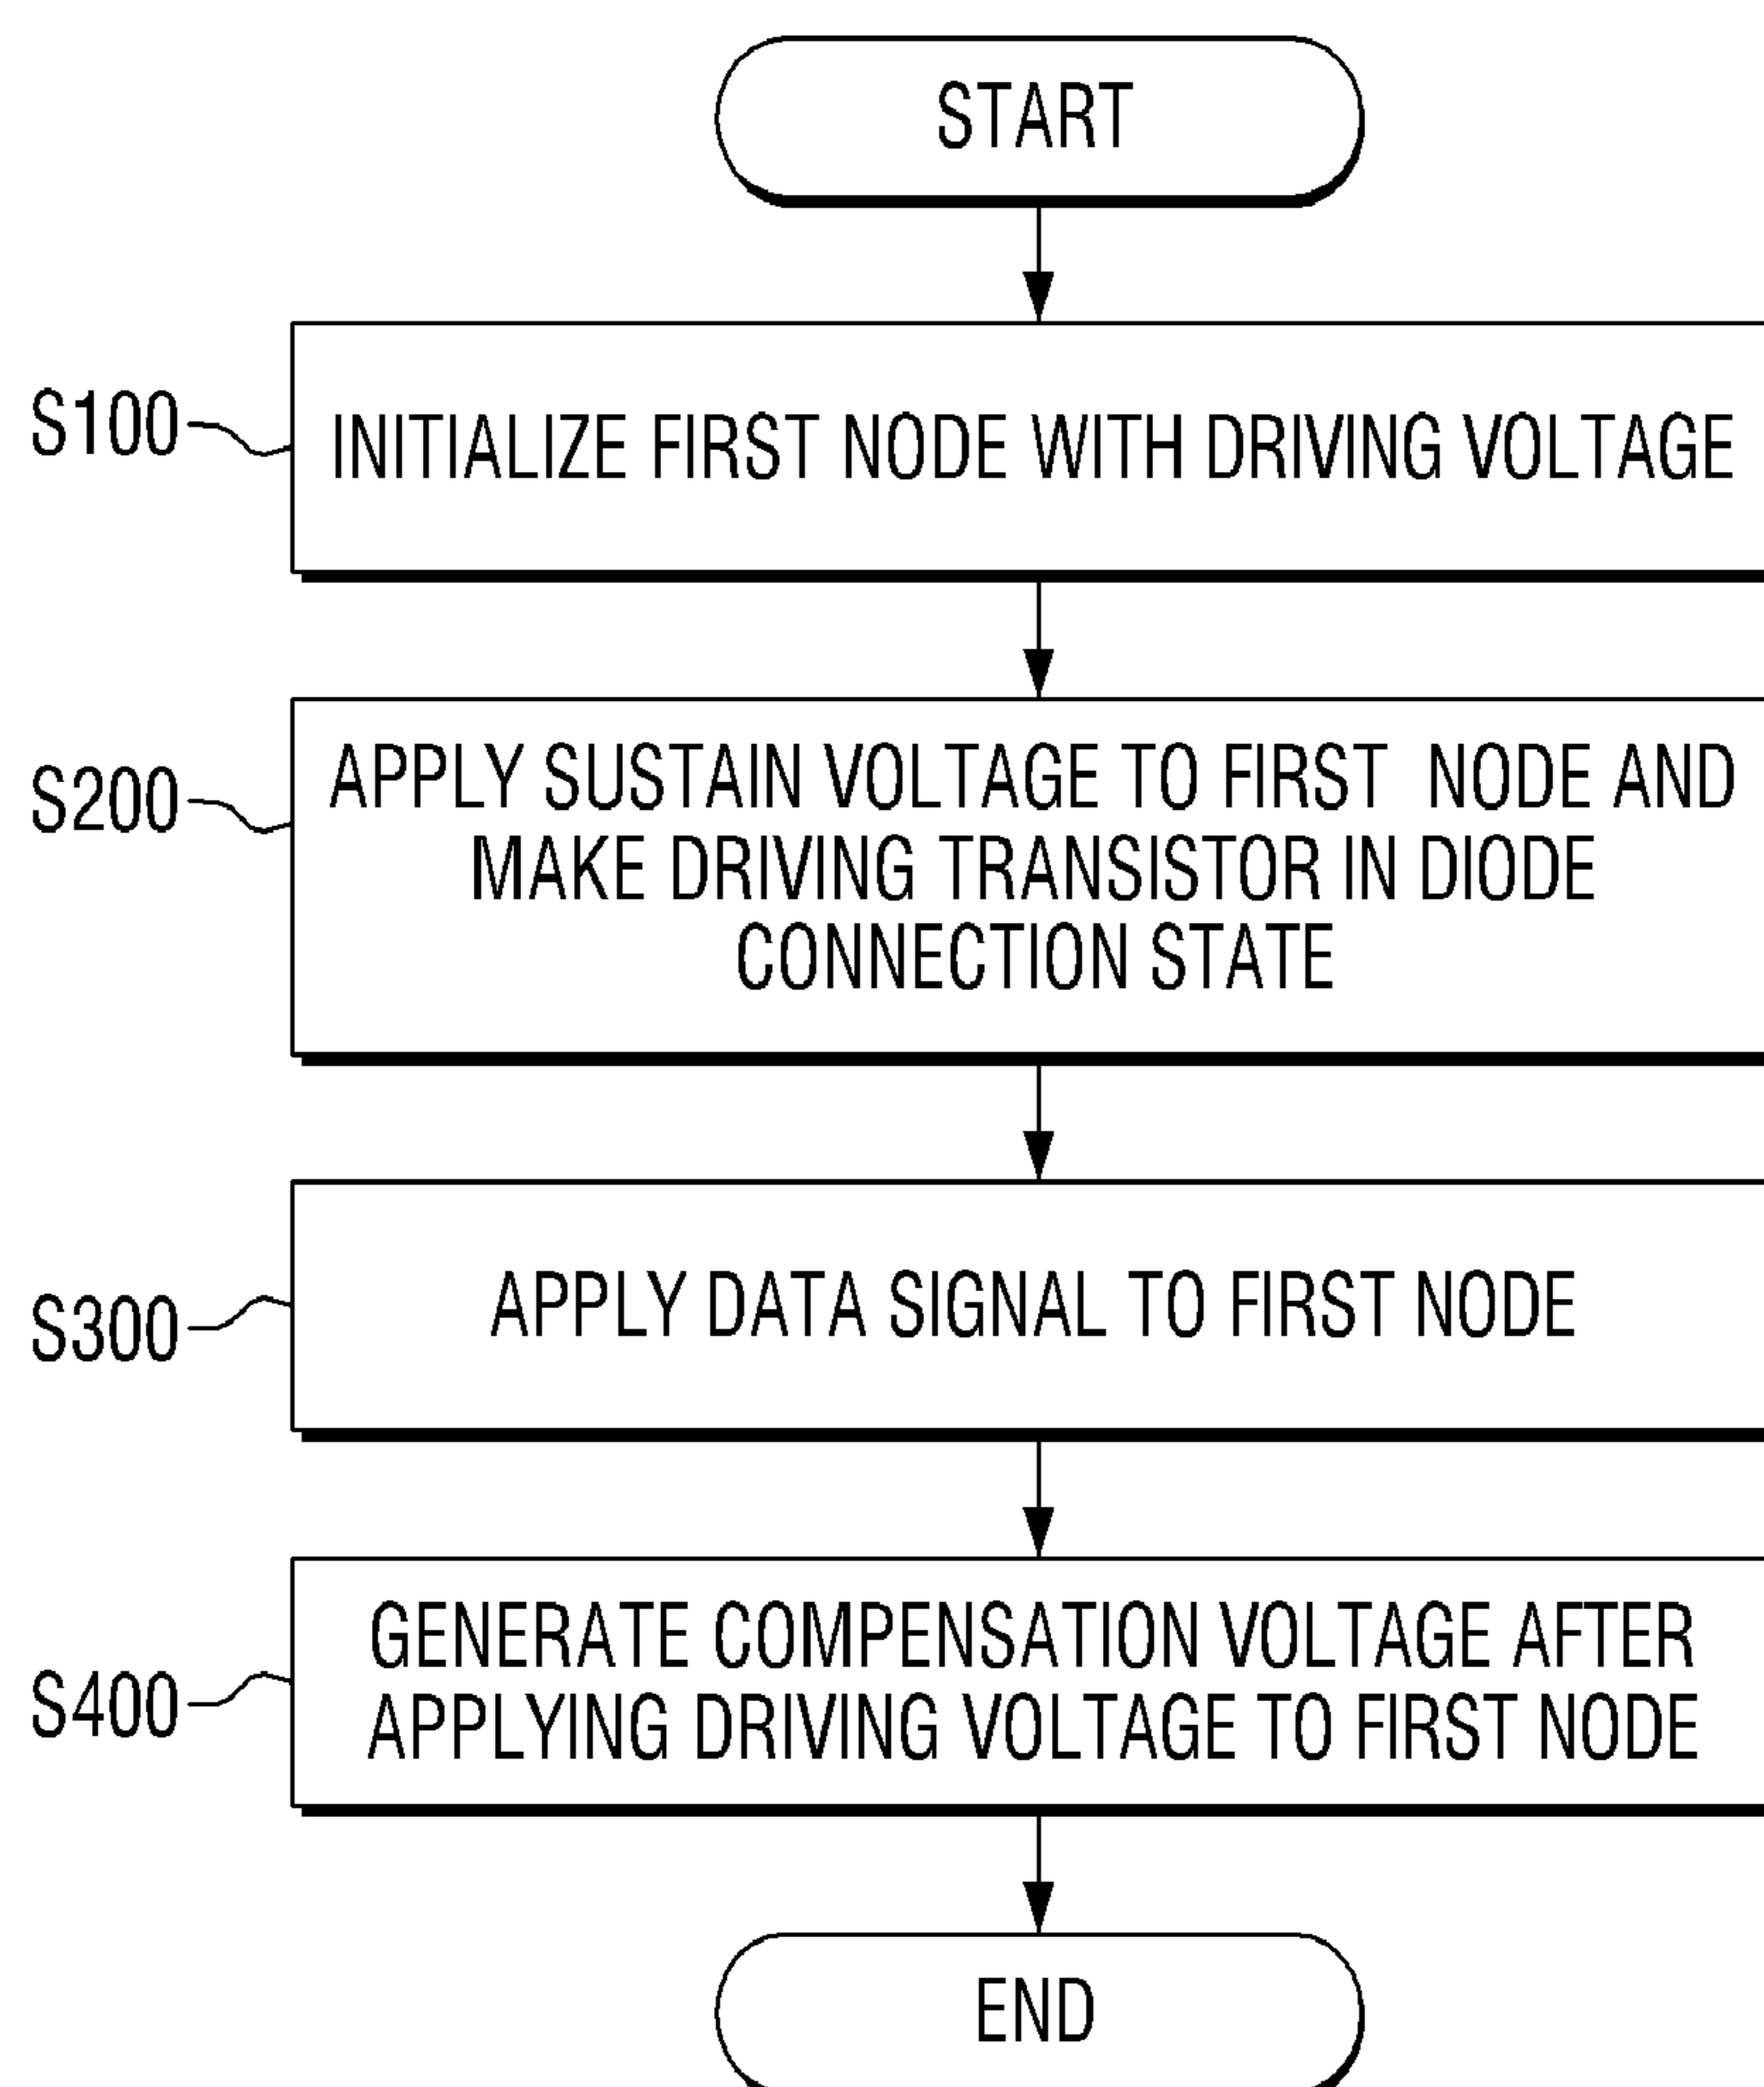 START
S100
INITIALIZE FIRST NODE WITH DRIVING VOLTAGE
S200
APPLY SUSTAIN VOLTAGE TO FIRST NODE AND
MAKE DRIVING TRANSISTOR IN DIODE
CONNECTION STATE
S300
APPLY DATA SIGNAL TO FIRST NODE
S400
GENERATE COMPENSATION VOLTAGE AFTER
APPLYING DRIVING VOLTAGE TO FIRST NODE
END